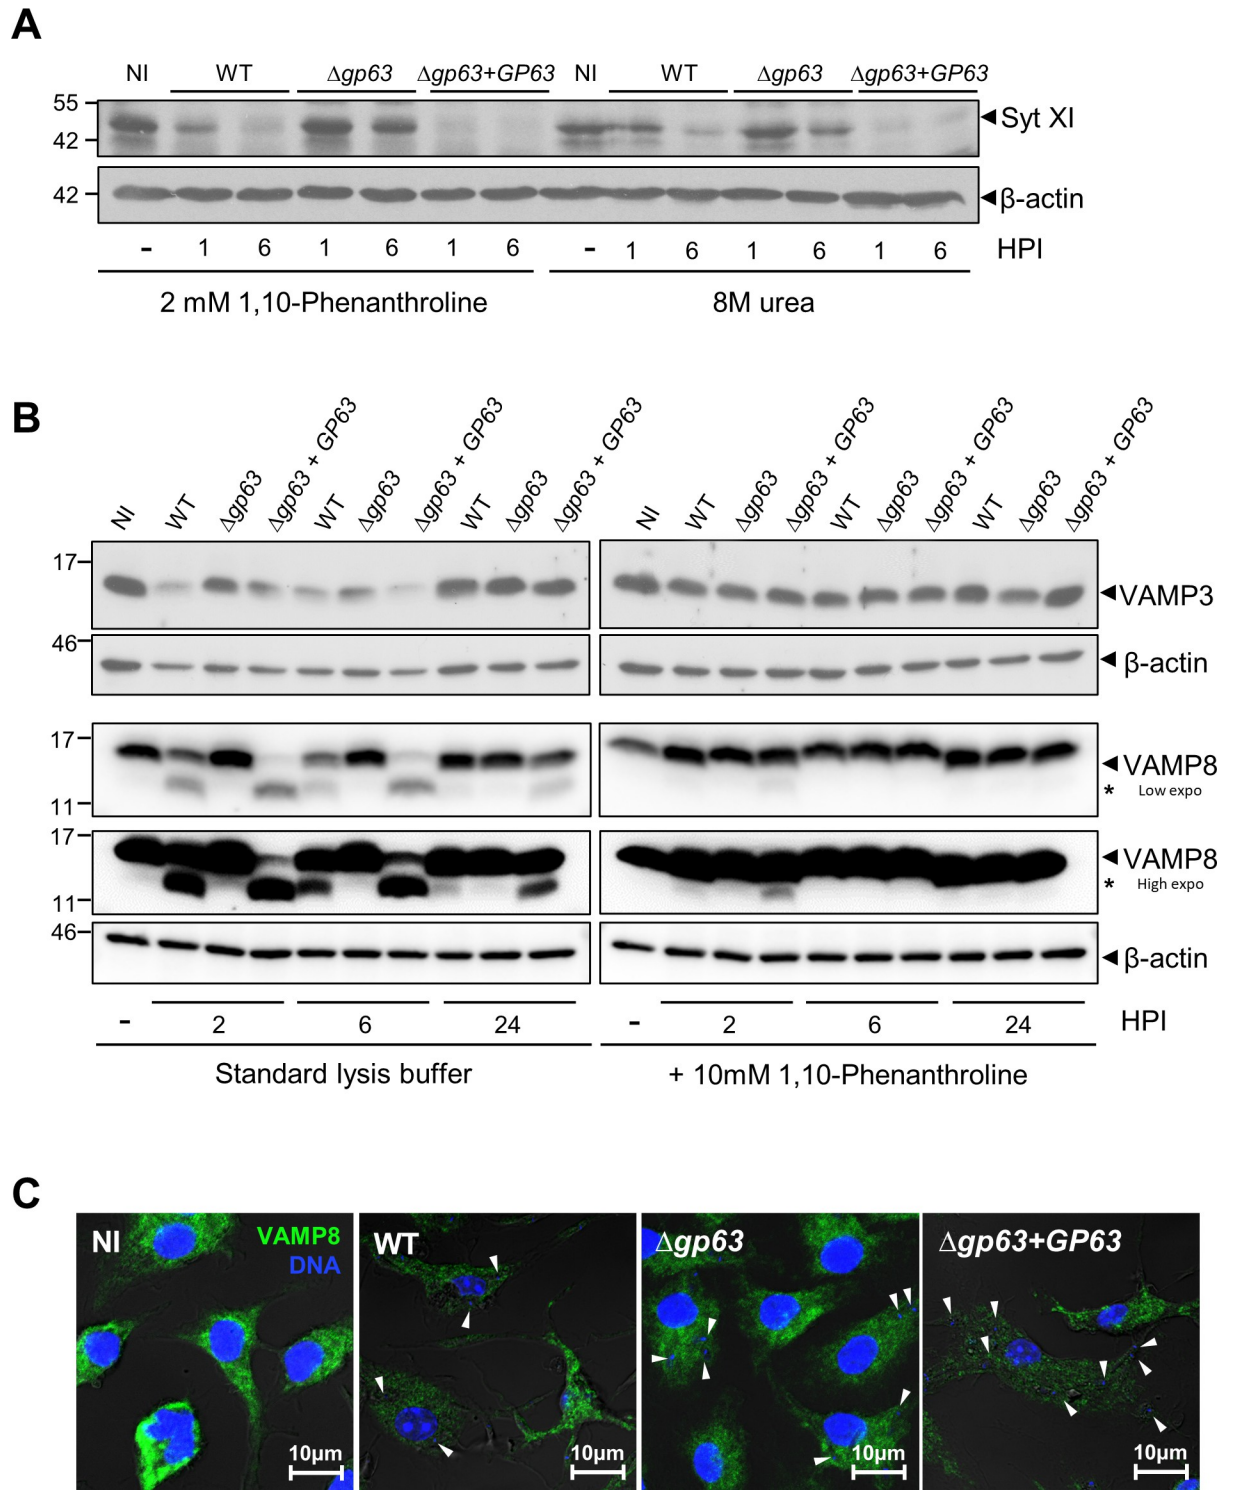 A
NI WT Δgp63 Δgp63+GP63 NI WT Δgp63 Δgp63+GP63
55
42
Syt XI
42
β-actin
- 1 6 1 6 1 6 - 1 6 1 6 1 6 HPI
2 mM 1,10-Phenanthroline 8M urea
B
NI WT Δgp63 Δgp63 + GP63 WT Δgp63 Δgp63 + GP63 WT Δgp63 Δgp63 + GP63 NI WT Δgp63 Δgp63 + GP63 WT Δgp63 Δgp63 + GP63 WT Δgp63 Δgp63 + GP63
17
VAMP3
46
β-actin
17
VAMP8
* Low expo
11
17
VAMP8
* High expo
11
46
β-actin
- 2 6 24 - 2 6 24 HPI
Standard lysis buffer + 10mM 1,10-Phenanthroline
C
NI VAMP8 WT Δgp63 Δgp63+GP63
DNA
10μm 10μm 10μm 10μm